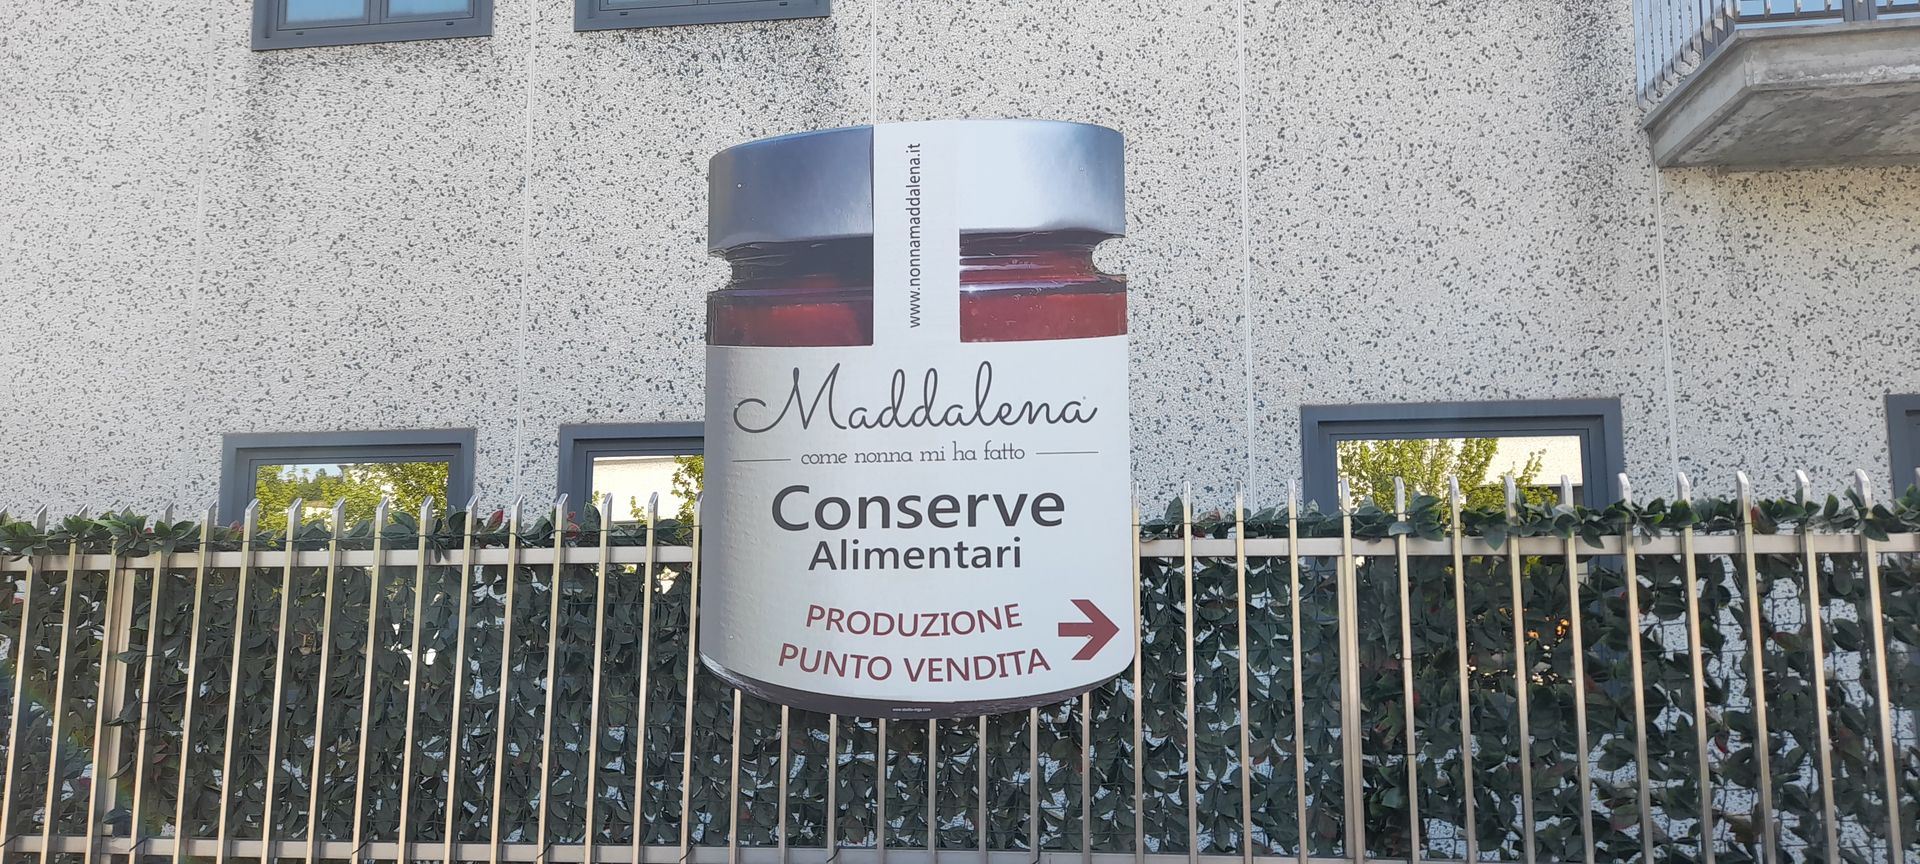 www.nonnamaddalena.it
Maddalena
come nonna mi ha fatto
Conserve
Alimentari
PRODUZIONE
PUNTO VENDITA